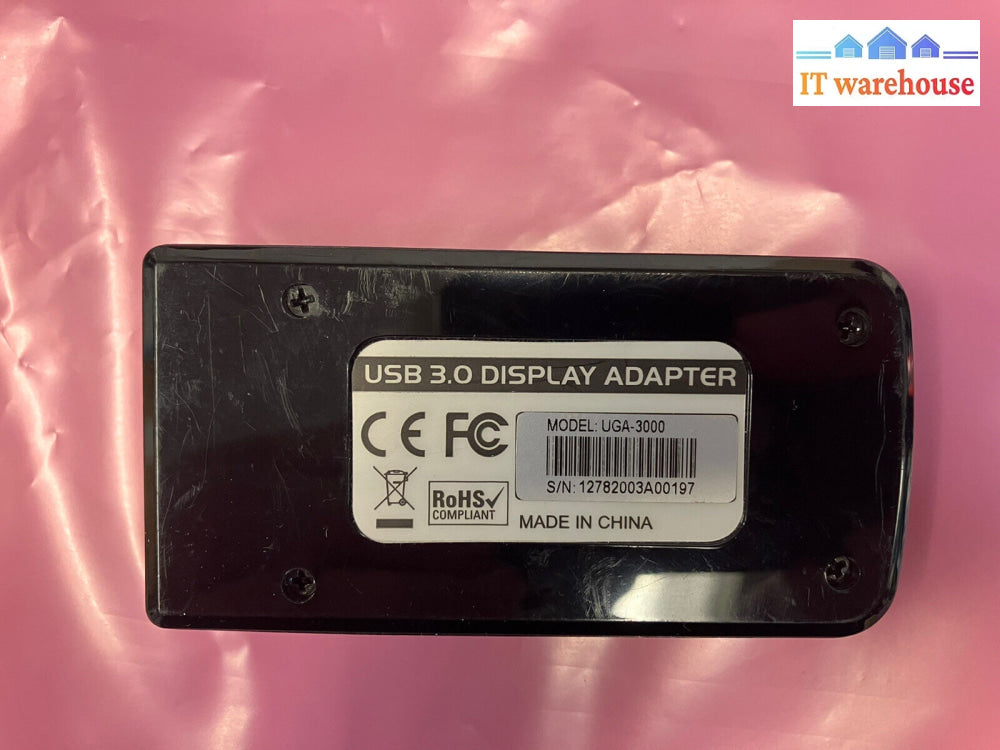 IT warehouse
USB 3.0 DISPLAY ADAPTER
CE FC
MODEL: UGA-3000
S/N: 12782003A00197
RoHS✓
COMPLIANT
MADE IN CHINA